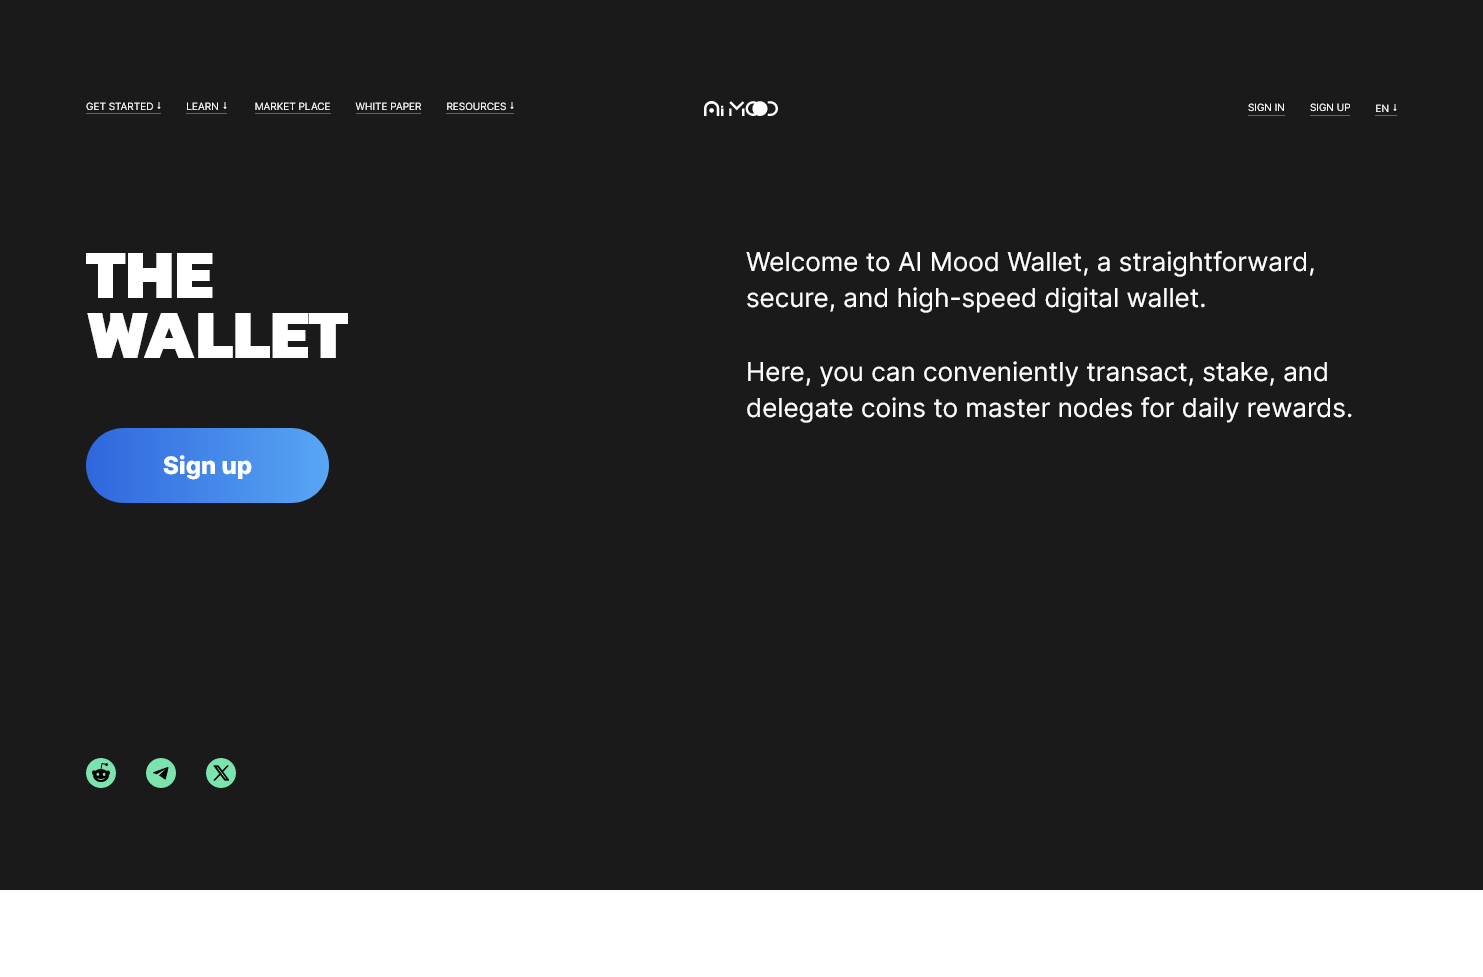 GET STARTED ↓
LEARN ↓
MARKET PLACE
WHITE PAPER
RESOURCES ↓
Ai MOOD
SIGN IN
SIGN UP
EN ↓
THE
WALLET
Sign up
Welcome to AI Mood Wallet, a straightforward,
secure, and high-speed digital wallet.
Here, you can conveniently transact, stake, and
delegate coins to master nodes for daily rewards.